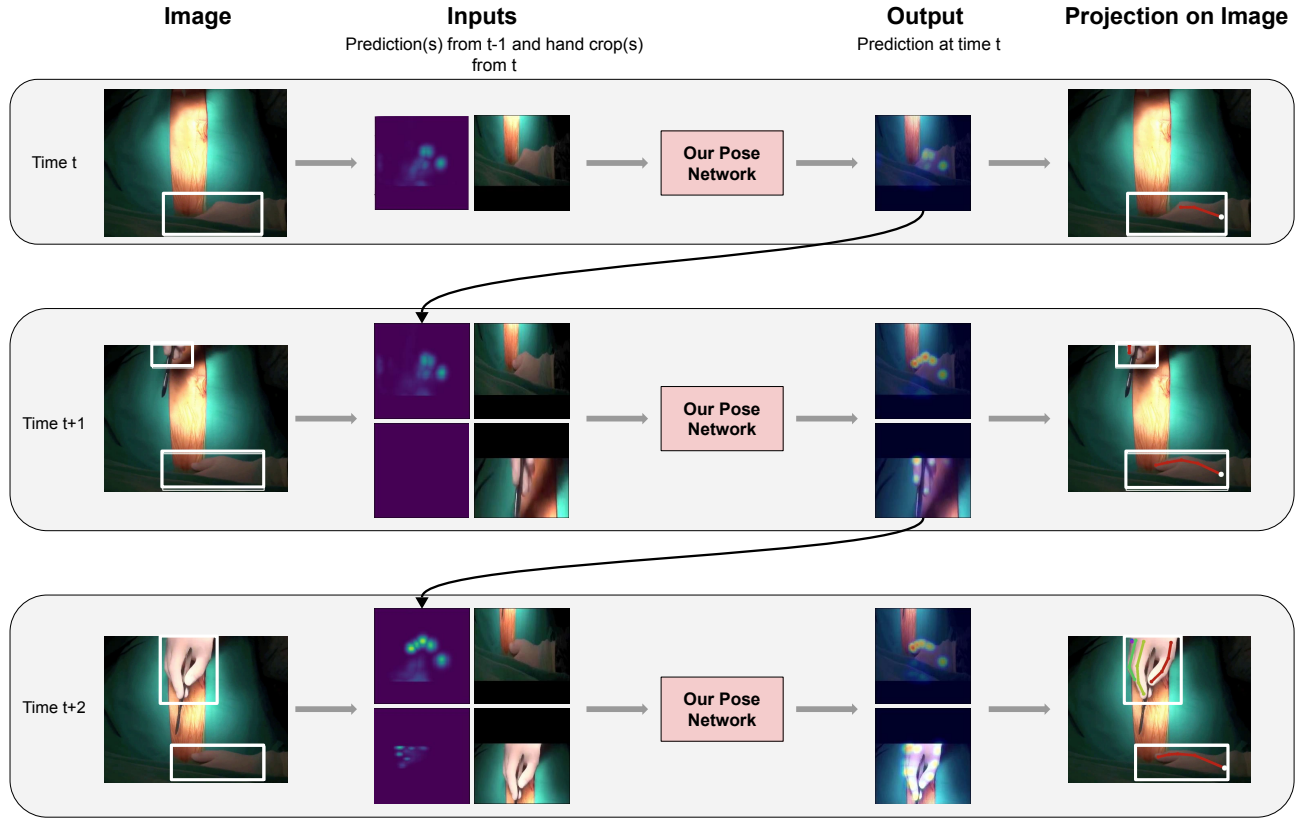 Image
Inputs
Output
Projection on Image
Prediction(s) from t-1 and hand crop(s)
from t
Prediction at time t
Time t
Our Pose
Network
Time t+1
Our Pose
Network
Time t+2
Our Pose
Network